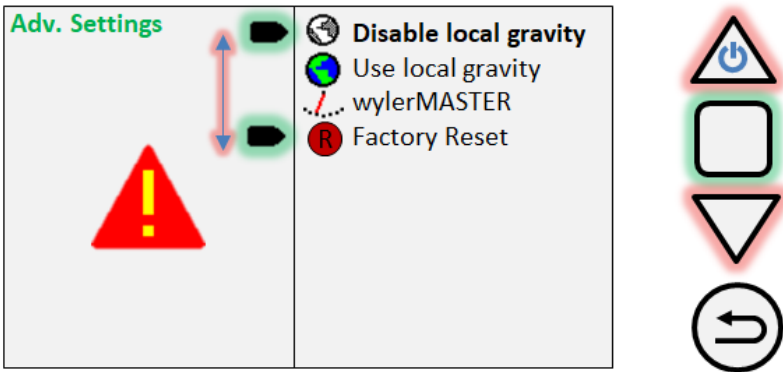 Adv. Settings
Disable local gravity
Use local gravity
wylerMASTER
R Factory Reset